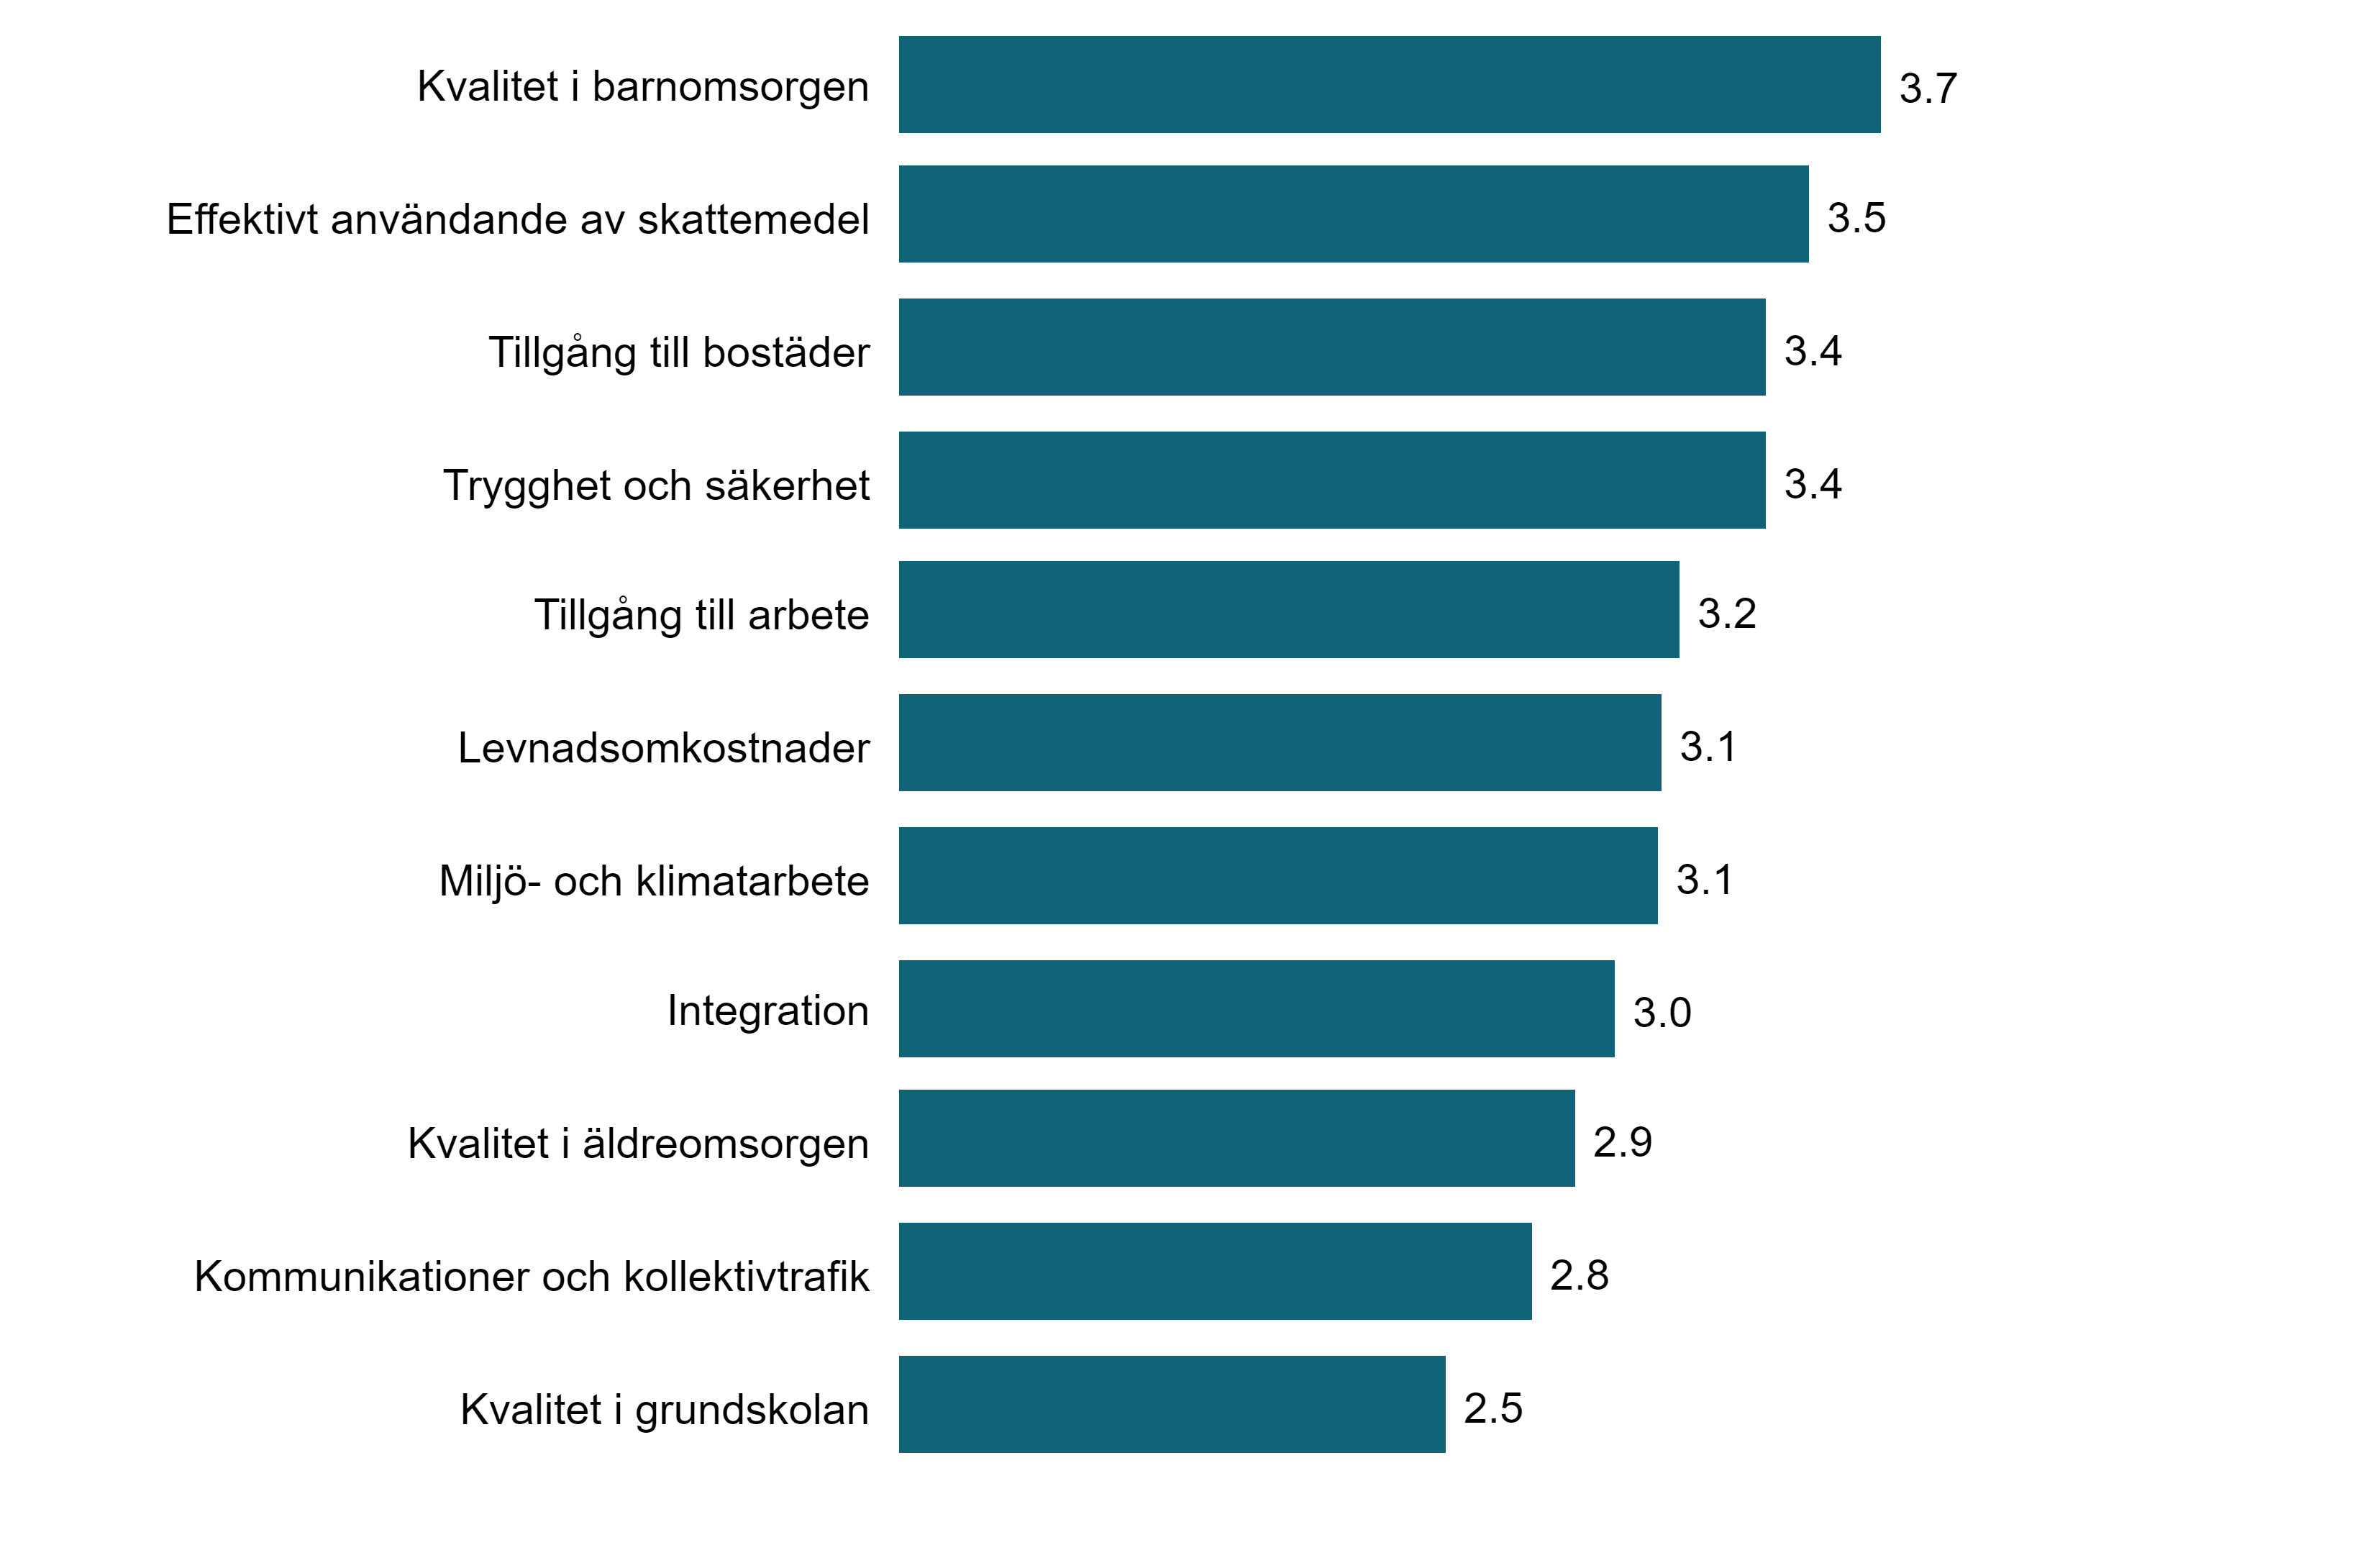 Kvalitet i barnomsorgen 3.7
Effektivt användande av skattemedel 3.5
Tillgång till bostäder 3.4
Trygghet och säkerhet 3.4
Tillgång till arbete 3.2
Levnadsomkostnader 3.1
Miljö- och klimatarbete 3.1
Integration 3.0
Kvalitet i äldreomsorgen 2.9
Kommunikationer och kollektivtrafik 2.8
Kvalitet i grundskolan 2.5